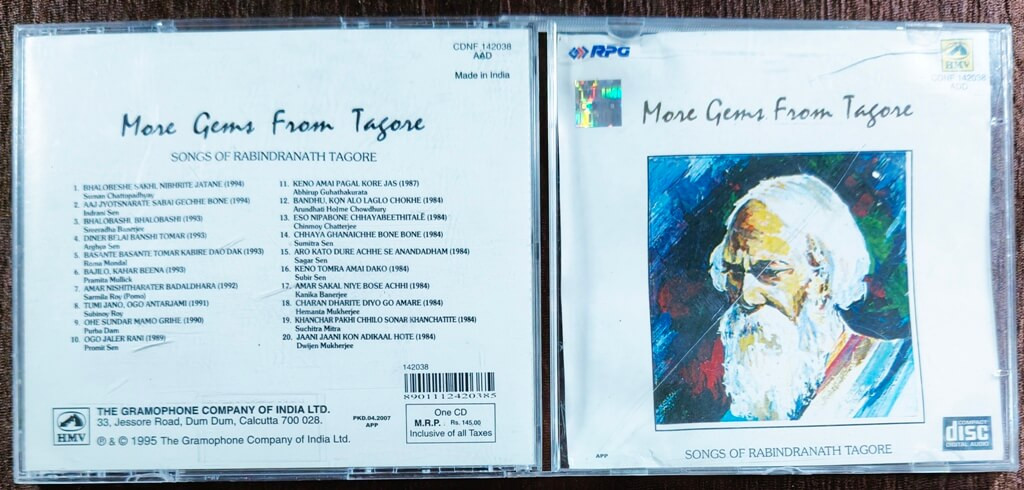 CDNF 142038
AAD
Made in India
More Gems From Tagore
SONGS OF RABINDRANATH TAGORE
1. BHALOBESHE SAKHI, NIBHRITE JATANE (1994)
Suman Chattopadhyay
2. AAJ JYOTSNARATE SABAI GECHHE BONE (1994)
Indrani Sen
3. BHALOBASHI, BHALOBASHI (1993)
Sreeradha Banerjee
4. DINER BELAI BANSHI TOMAR (1993)
Arghya Sen
5. BASANTE BASANTE TOMAR KABIRE DAO DAK (1993)
Roma Mondal
6. BAJILO, KAHAR BEENA (1993)
Pramita Mullick
7. AMAR NISHITHARATER BADALDHARA (1992)
Sarmila Roy (Pomo)
8. TUMI JANO, OGO ANTARJAMI (1991)
Subinoy Roy
9. OHE SUNDAR MAMO GRIHE (1990)
Purba Dam
10. OGO JALER RANI (1989)
Promit Sen
11. KENO AMAI PAGAL KORE JAS (1987)
Abhirup Guhathakurata
12. BANDHU, KON ALO LAGLO CHOKHE (1984)
Arundhati Holme Chowdhury
13. ESO NIPABONE CHHAYABEETHITALE (1984)
Chinmoy Chatterjee
14. CHHAYA GHANAICHHE BONE BONE (1984)
Sumitra Sen
15. ARO KATO DURE ACHHE SE ANANDADHAM (1984)
Sagar Sen
16. KENO TOMRA AMAI DAKO (1984)
Subir Sen
17. AMAR SAKAL NIYE BOSE ACHHI (1984)
Kanika Banerjee
18. CHARAN DHARITE DIYO GO AMARE (1984)
Hemanta Mukherjee
19. KHANCHAR PAKHI CHHILO SONAR KHANCHATITE (1984)
Suchitra Mitra
20. JAANI JAANI KON ADIKAAL HOTE (1984)
Dwijen Mukherjee
142038
8901112420385
HMV
THE GRAMOPHONE COMPANY OF INDIA LTD.
33, Jessore Road, Dum Dum, Calcutta 700 028.
℗ & © 1995 The Gramophone Company of India Ltd.
PKD.04.2007
APP
One CD
M.R.P. Rs. 145.00
Inclusive of all Taxes
RPG
HMV
CDNF 142038
More Gems From Tagore
COMPACT
disc
DIGITAL AUDIO
APP
SONGS OF RABINDRANATH TAGORE